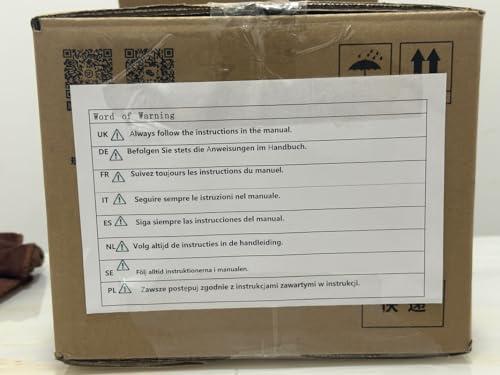 Word of Warning
UK Always follow the instructions in the manual.
DE Befolgen Sie stets die Anweisungen im Handbuch.
FR Suivez toujours les instructions du manuel.
IT Seguire sempre le istruzioni nel manuale.
ES Siga siempre las instrucciones del manual.
NL Volg altijd de instructies in de handleiding.
SE Följ alltid instruktionerna i manualen.
PL Zawsze postępuj zgodnie z instrukcjami zawartymi w instrukcji.
快 递